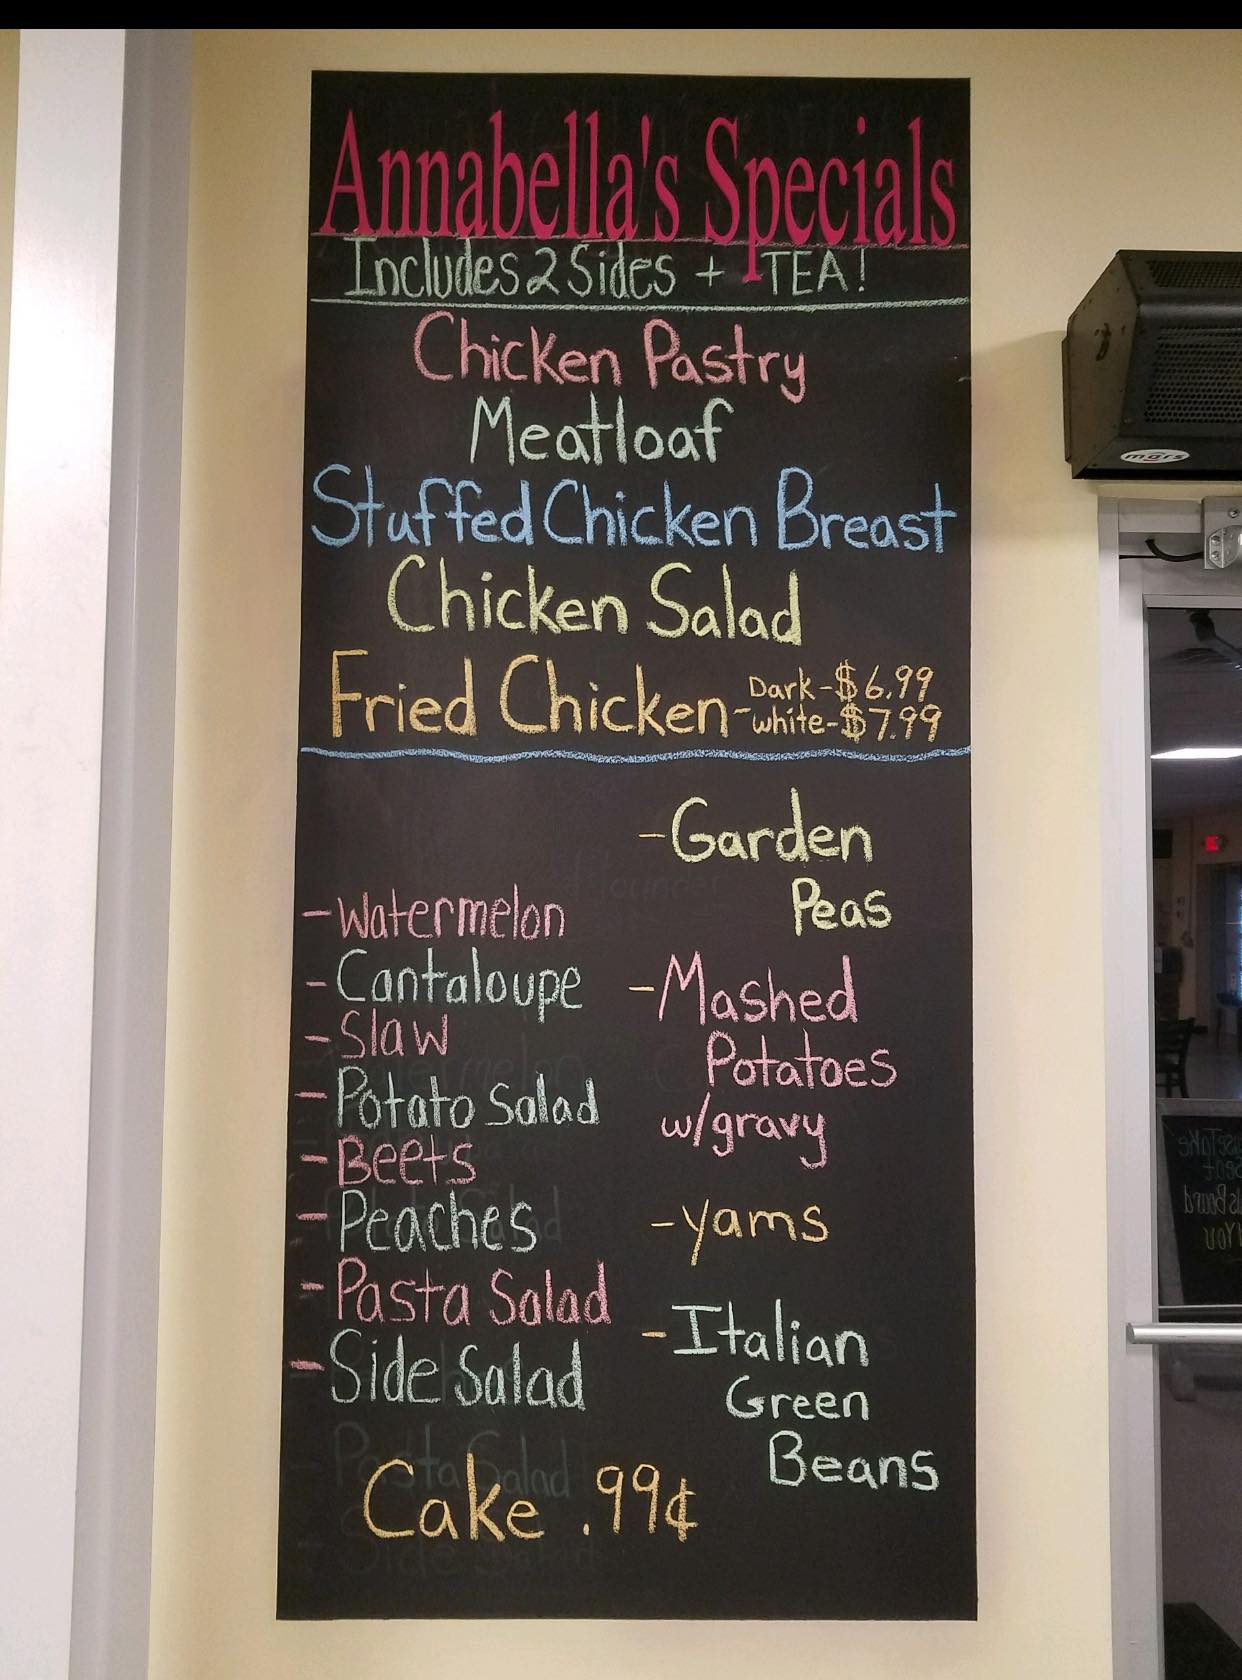 Annabella's Specials
Includes 2 Sides + TEA!
Chicken Pastry
Meatloaf
Stuffed Chicken Breast
Chicken Salad
Fried Chicken - Dark-$6.99
-white-$7.99
-Watermelon
-Cantaloupe
-Slaw
-Potato Salad
-Beets
-Peaches
-Pasta Salad
-Side Salad
-Garden
Peas
-Mashed
Potatoes
w/gravy
-yams
-Italian
Green
Beans
Cake .99¢
mars